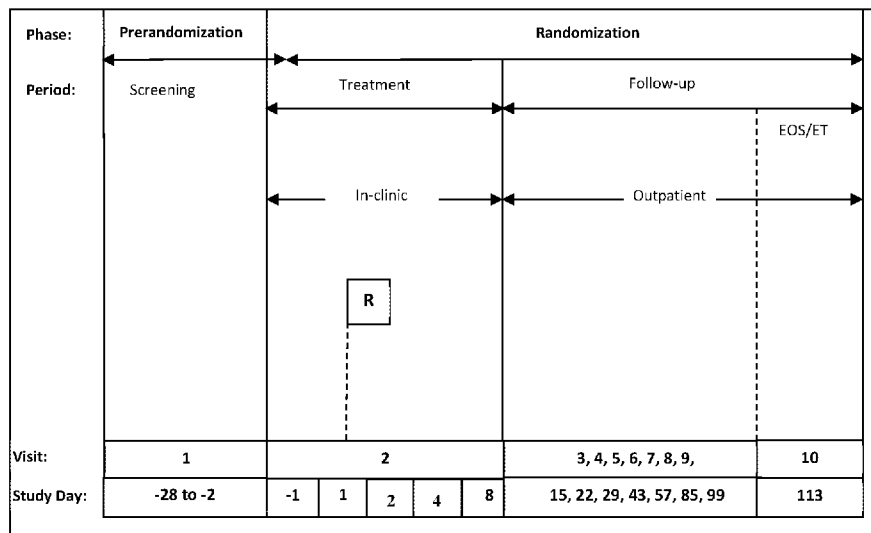 Phase: Prerandomization Randomization
Period: Screening Treatment Follow-up
EOS/ET
In-clinic Outpatient
R
Visit: 1 2 3, 4, 5, 6, 7, 8, 9, 10
Study Day: -28 to -2 -1 1 2 4 8 15, 22, 29, 43, 57, 85, 99 113